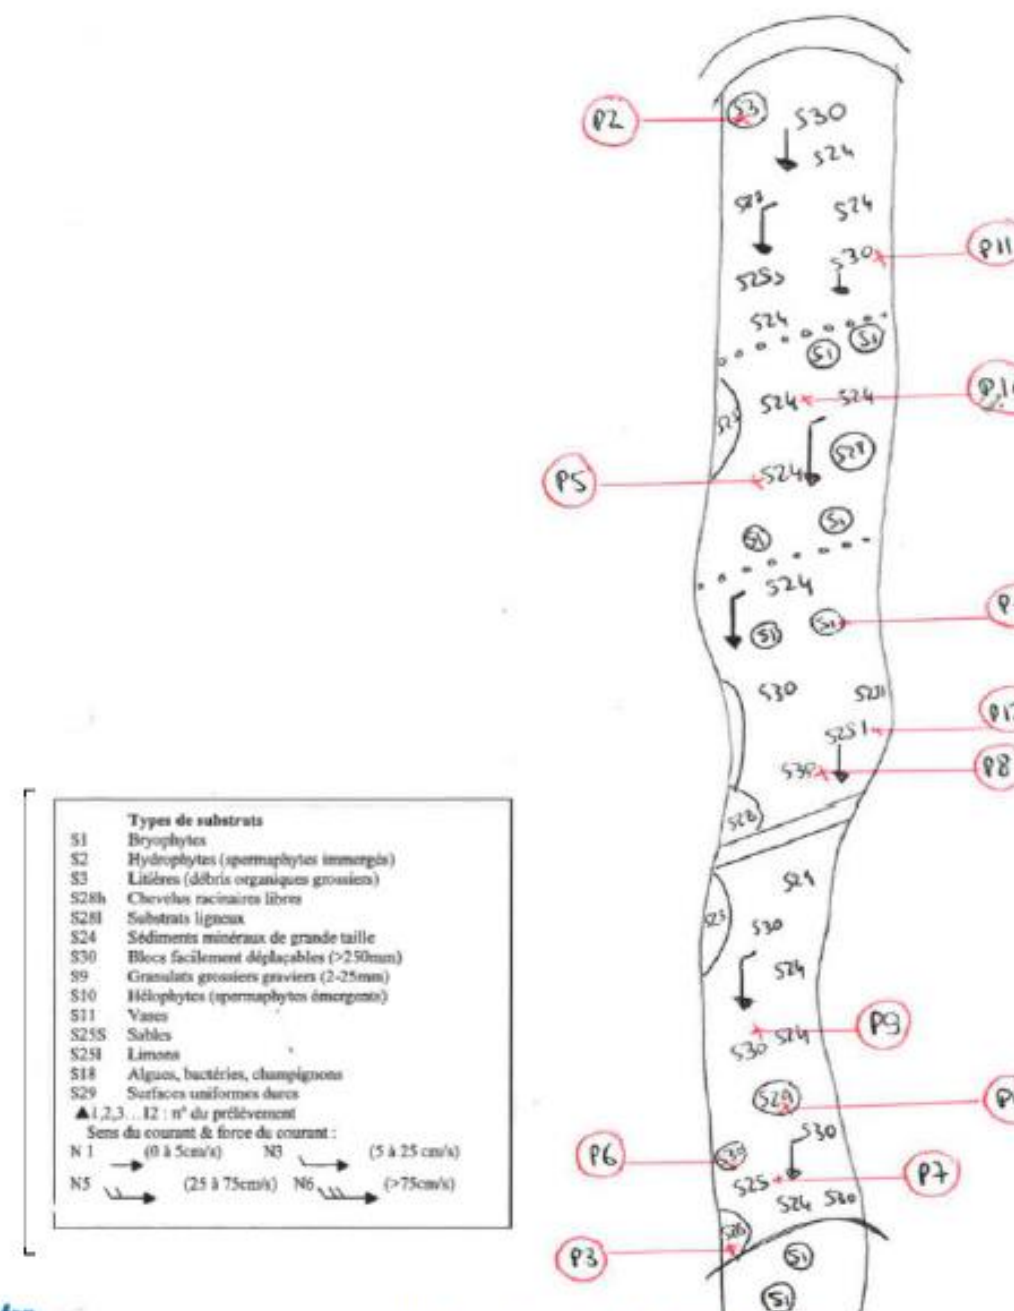 P2
S3
S30
S24
S24
S30
P11
S24
S1
S1
S24
S24
S28
P5
S24
S1
S1
S24
S1
S1
S30
S25l
P8
S30
S28
S30
S24
P9
S30
S24
S29
S30
P6
P7
S25
S24
S30
P3
S1
S1
Types de substrats
S1 Bryophytes
S2 Hydrophytes (spermaphytes immergés)
S3 Litières (débris organiques grossiers)
S28h Chevelus racinaires libres
S28l Substrats ligneux
S24 Sédiments minéraux de grande taille
S30 Blocs facilement déplaçables (>250mm)
S9 Granulats grossiers graviers (2-25mm)
S10 Hélophytes (spermaphytes émergents)
S11 Vases
S25S Sables
S25l Limons
S18 Algues, bactéries, champignons
S29 Surfaces uniformes dures
▲1,2,3…12 : n° du prélèvement
Sens du courant & force du courant :
N 1 (0 à 5cm/s) N3 (5 à 25 cm/s)
N5 (25 à 75cm/s) N6 (>75cm/s)